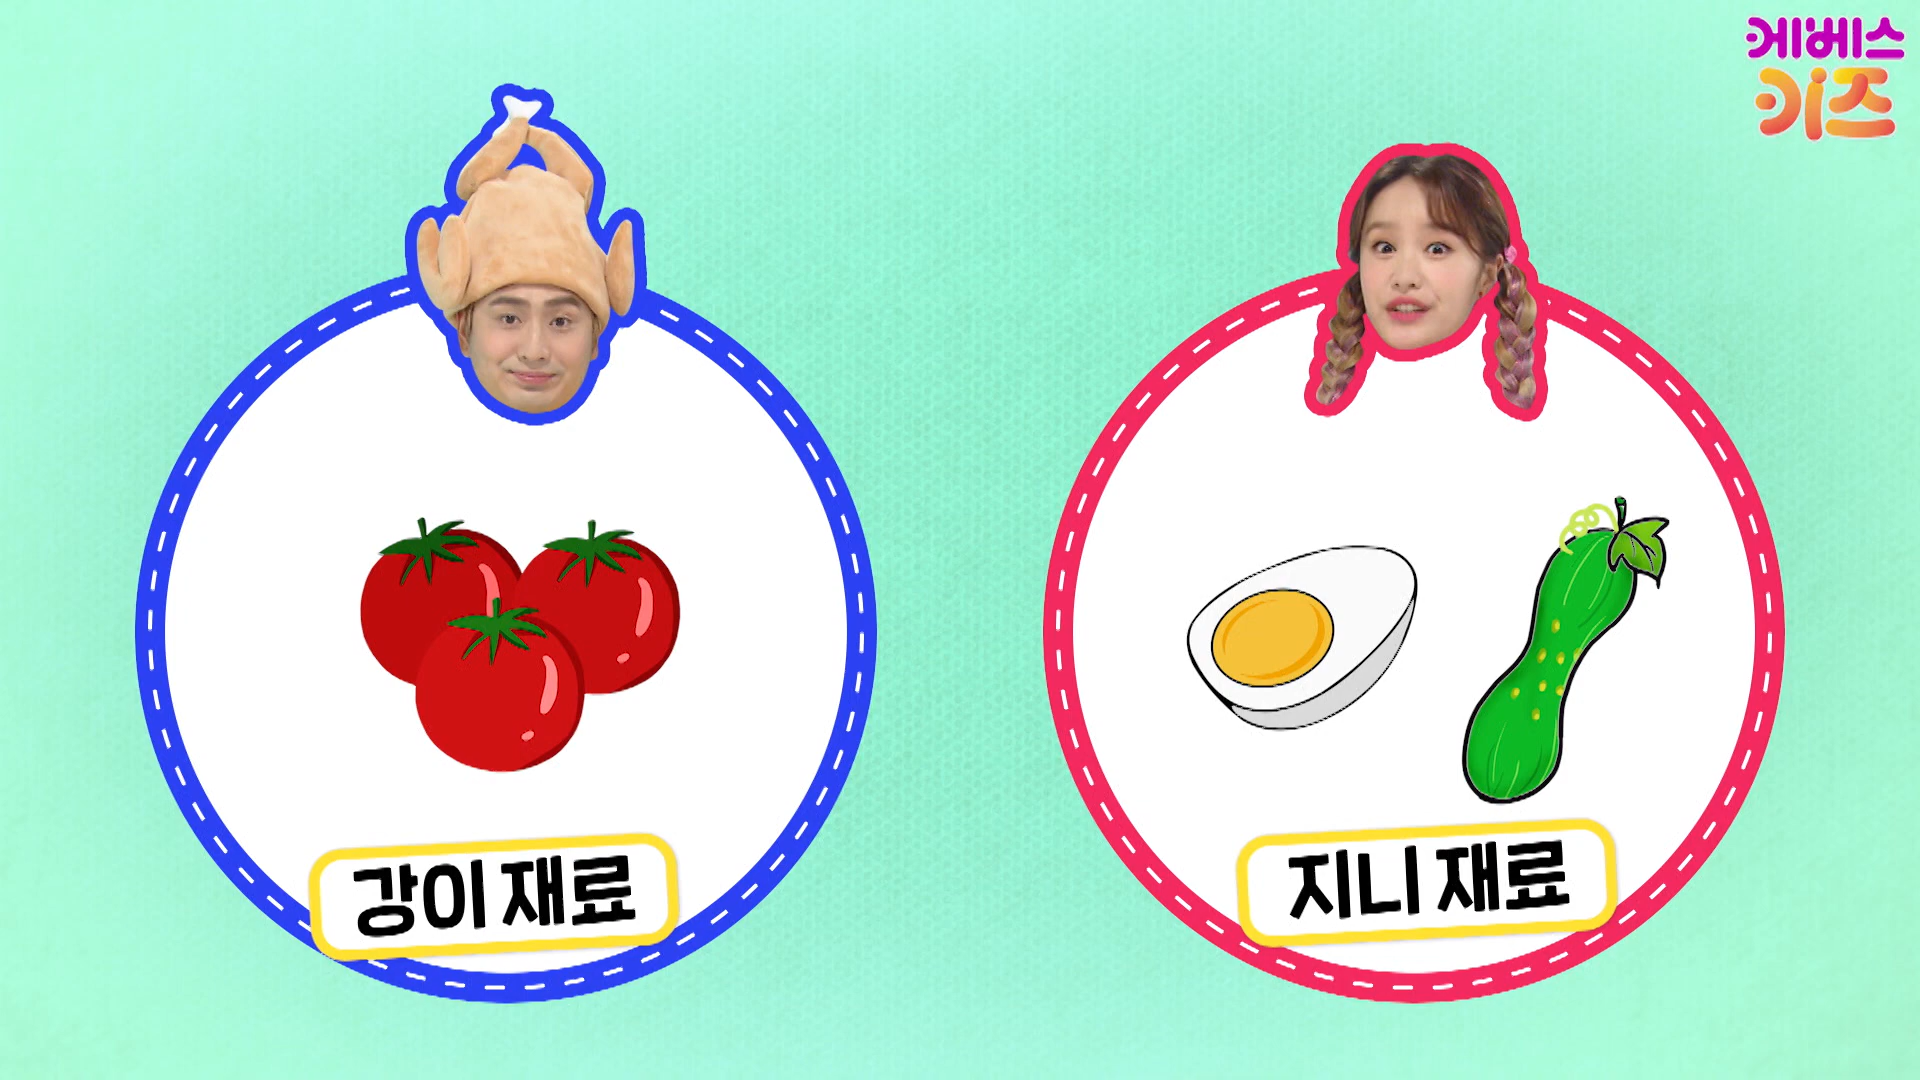 케베스
키즈
강이 재료
지니 재료